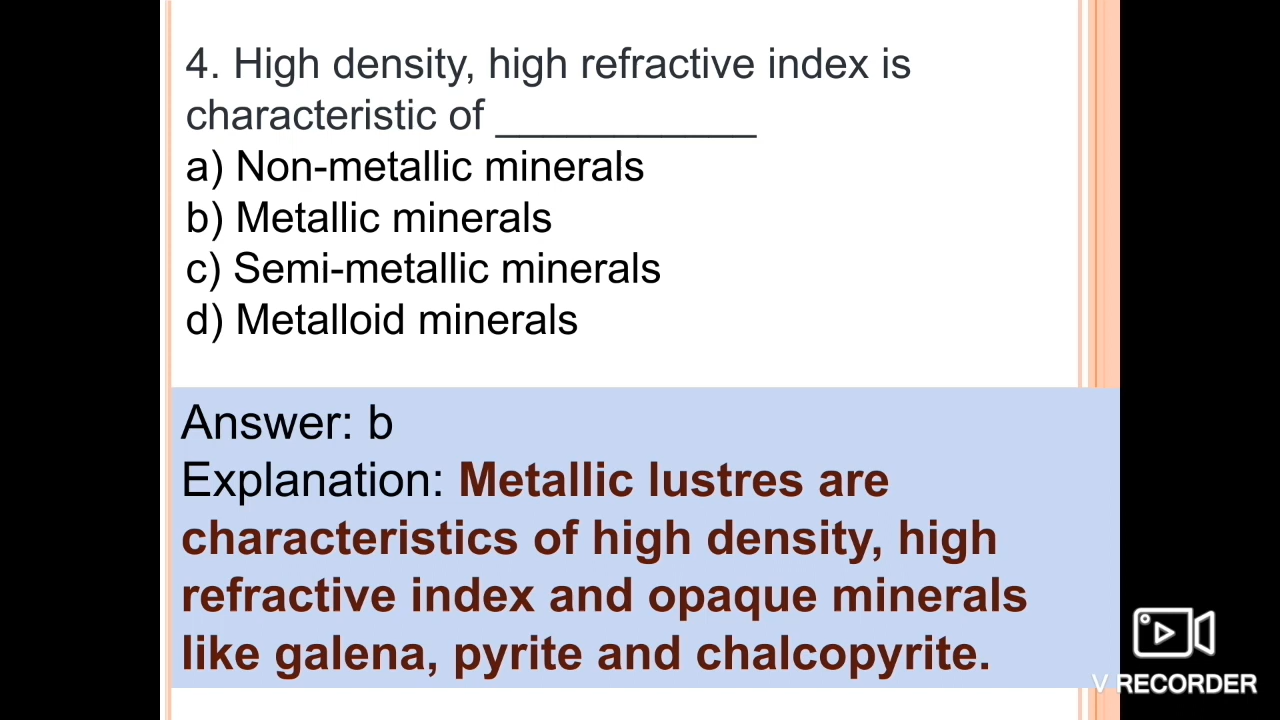 4. High density, high refractive index is
characteristic of ___________
a) Non-metallic minerals
b) Metallic minerals
c) Semi-metallic minerals
d) Metalloid minerals
Answer: b
Explanation: Metallic lustres are
characteristics of high density, high
refractive index and opaque minerals
like galena, pyrite and chalcopyrite.
V RECORDER